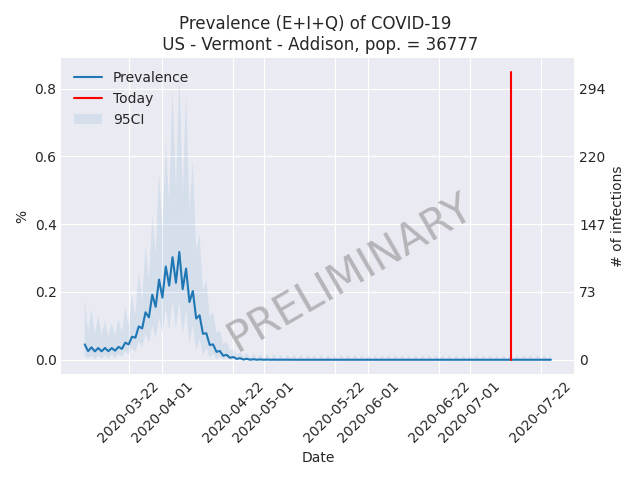 Prevalence (E+I+Q) of COVID-19
US - Vermont - Addison, pop. = 36777
Prevalence
Today
95CI
0.8
0.6
0.4
0.2
0.0
%
294
220
147
73
0
# of infections
PRELIMINARY
2020-03-22
2020-04-01
2020-04-22
2020-05-01
2020-05-22
2020-06-01
2020-06-22
2020-07-01
2020-07-22
Date